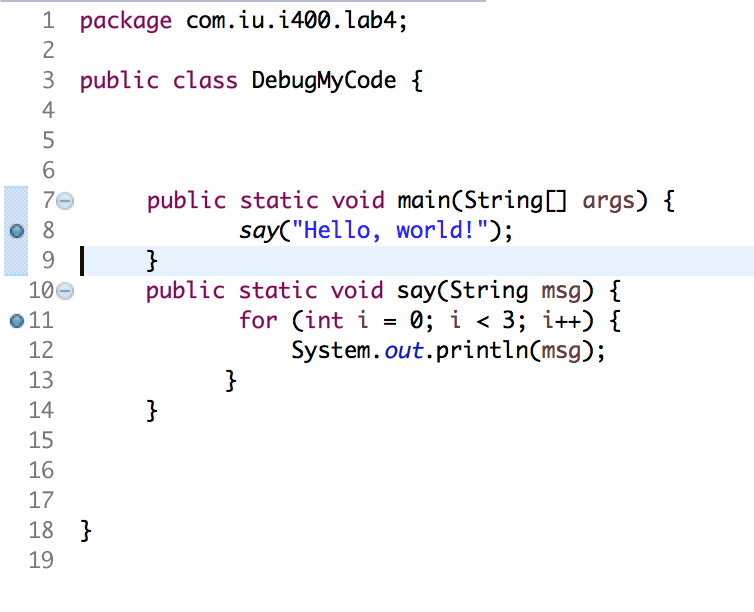 1 package com.iu.i400.lab4;
2
3 public class DebugMyCode {
4
5
6
7 public static void main(String[] args) {
8 say("Hello, world!");
9 }
10 public static void say(String msg) {
11 for (int i = 0; i < 3; i++) {
12 System.out.println(msg);
13 }
14 }
15
16
17
18 }
19